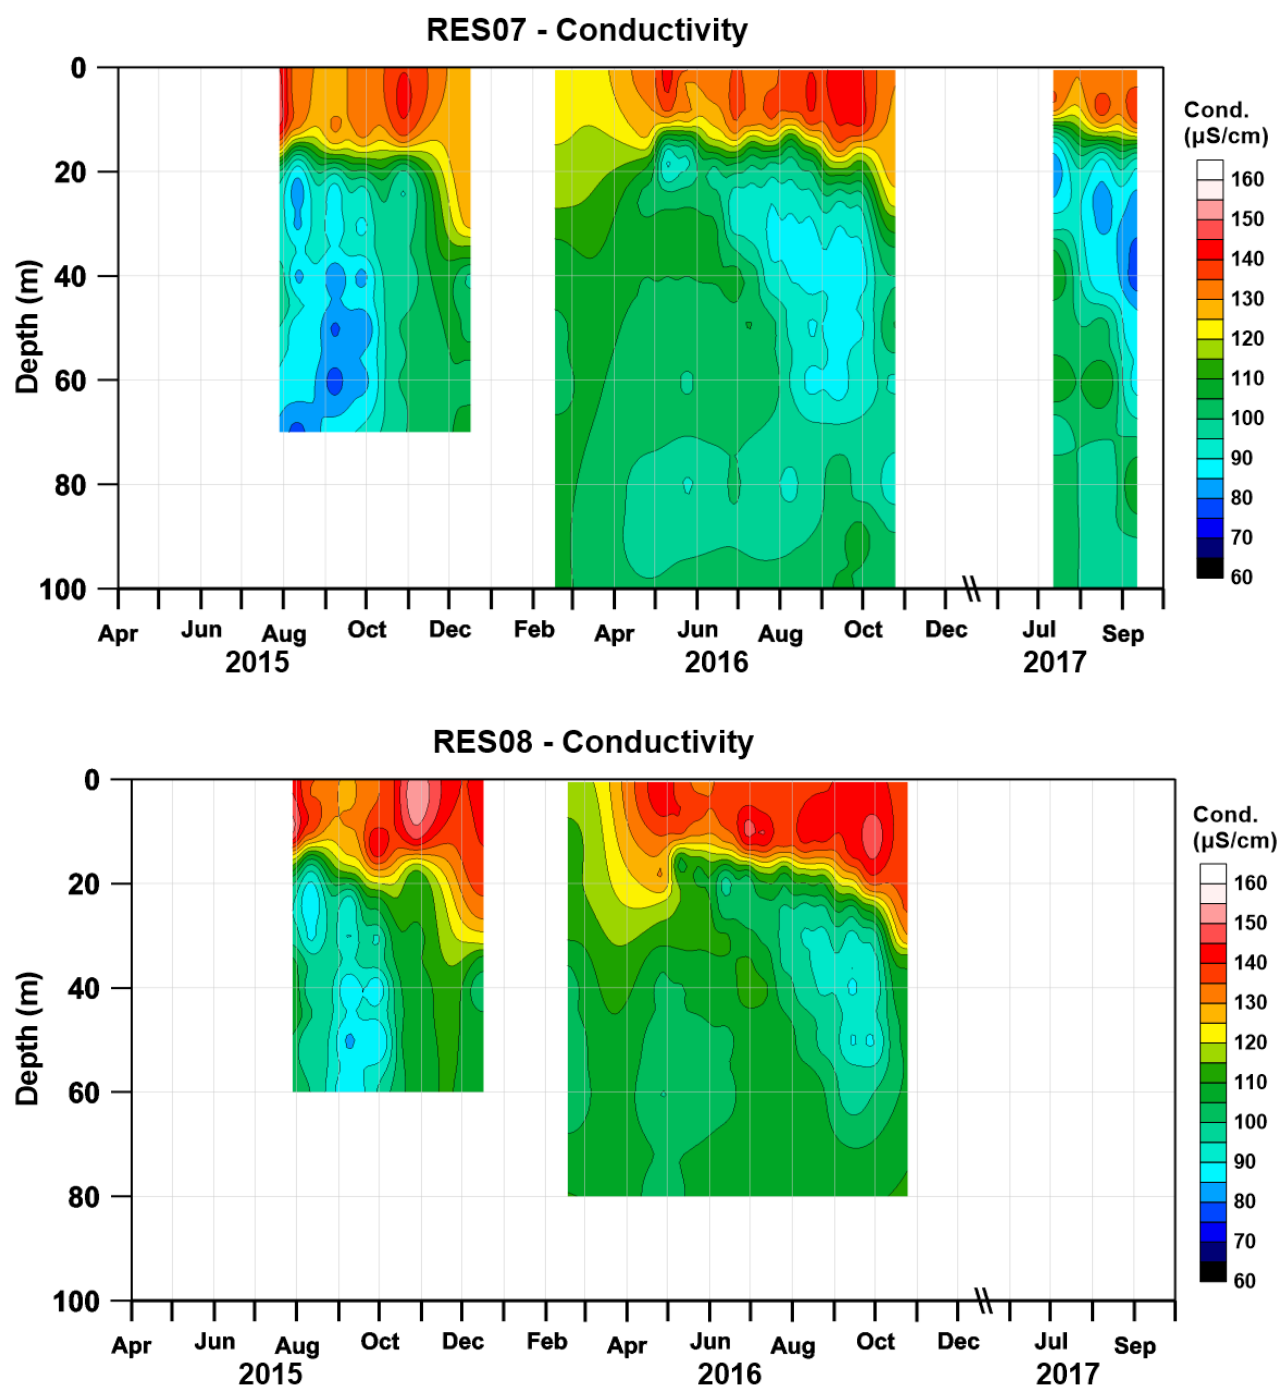 RES07 - Conductivity
0
20
40
60
80
100
Depth (m)
Apr Jun Aug Oct Dec Feb Apr Jun Aug Oct Dec Jul Sep
2015 2016 2017
Cond.
(µS/cm)
160
150
140
130
120
110
100
90
80
70
60
RES08 - Conductivity
0
20
40
60
80
100
Depth (m)
Apr Jun Aug Oct Dec Feb Apr Jun Aug Oct Dec Jul Sep
2015 2016 2017
Cond.
(µS/cm)
160
150
140
130
120
110
100
90
80
70
60